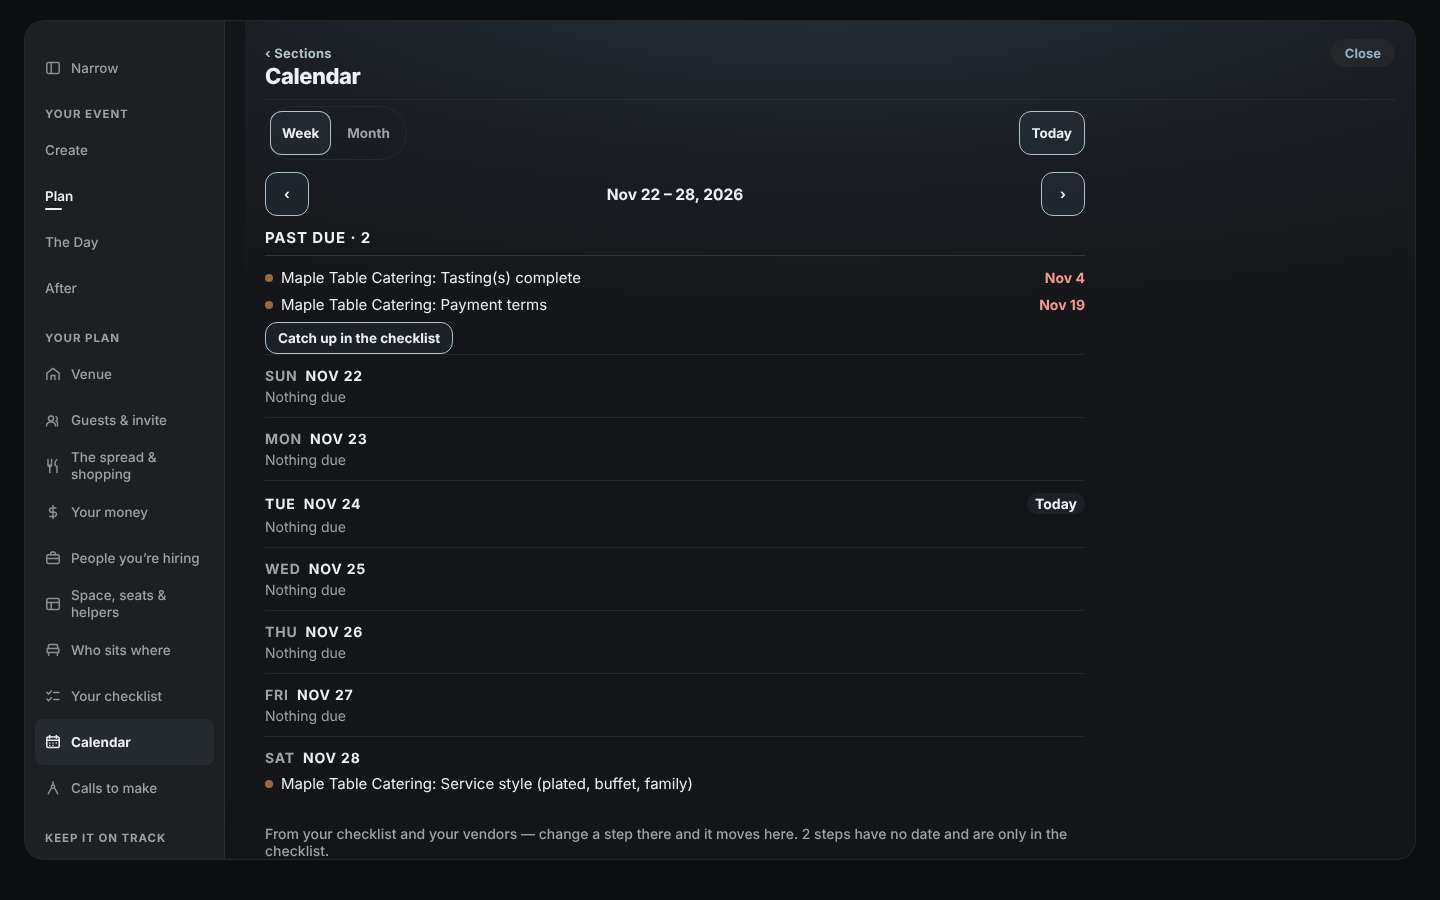 Narrow
YOUR EVENT
Create
Plan
The Day
After
YOUR PLAN
Venue
Guests & invite
The spread &
shopping
Your money
People you’re hiring
Space, seats &
helpers
Who sits where
Your checklist
Calendar
Calls to make
KEEP IT ON TRACK
‹ Sections
Calendar
Close
Week Month
Today
‹ Nov 22 – 28, 2026 ›
PAST DUE · 2
Maple Table Catering: Tasting(s) complete Nov 4
Maple Table Catering: Payment terms Nov 19
Catch up in the checklist
SUN NOV 22
Nothing due
MON NOV 23
Nothing due
TUE NOV 24 Today
Nothing due
WED NOV 25
Nothing due
THU NOV 26
Nothing due
FRI NOV 27
Nothing due
SAT NOV 28
Maple Table Catering: Service style (plated, buffet, family)
From your checklist and your vendors — change a step there and it moves here. 2 steps have no date and are only in the
checklist.